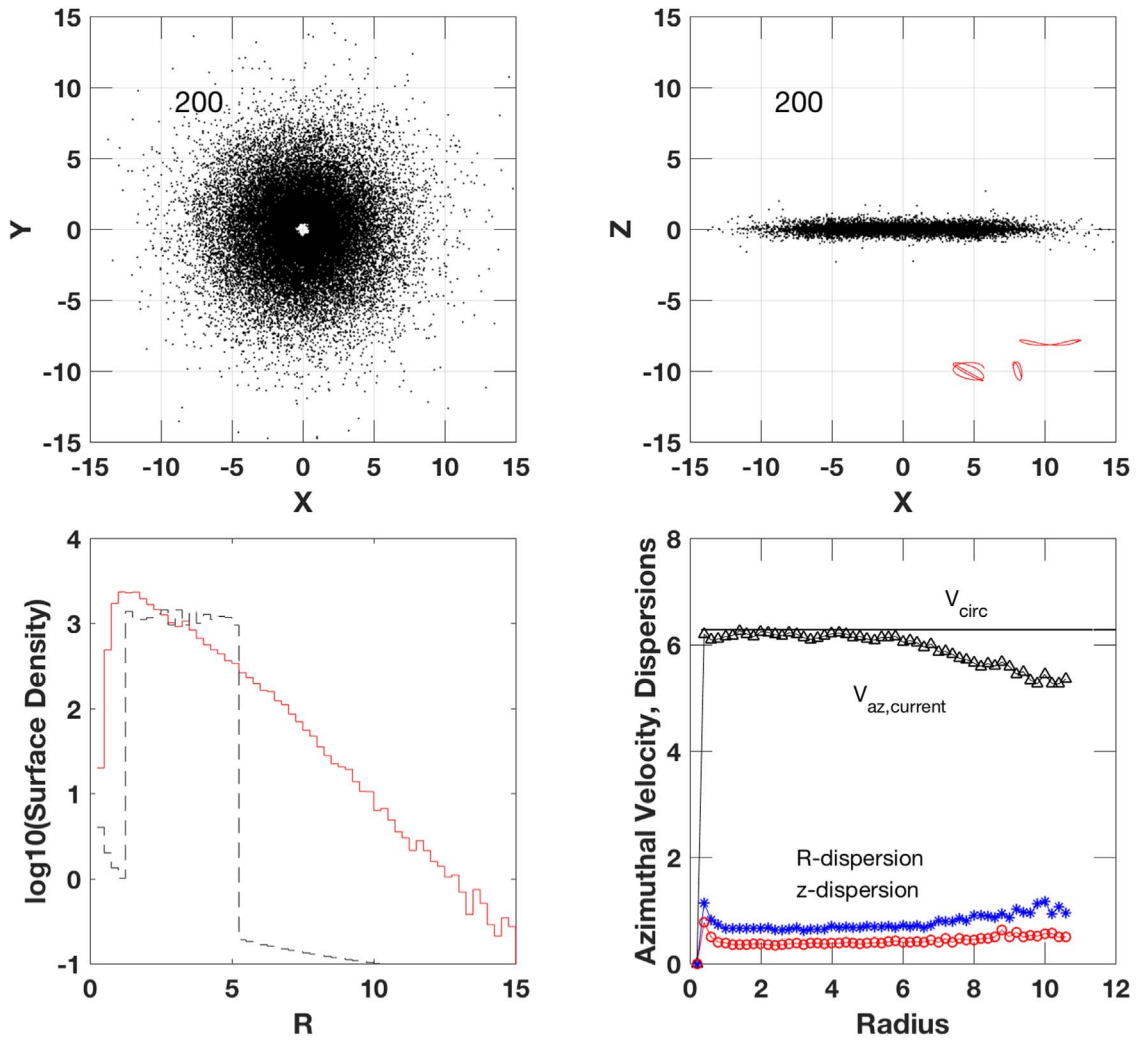 15
10
5
0
-5
-10
-15
Y
200
-15 -10 -5 0 5 10 15
X
15
10
5
0
-5
-10
-15
Z
200
-15 -10 -5 0 5 10 15
X
4
3
2
1
0
-1
log10(Surface Density)
0 5 10 15
R
8
6
4
2
0
Azimuthal Velocity, Dispersions
V_circ
V_az,current
R-dispersion
z-dispersion
0 2 4 6 8 10 12
Radius